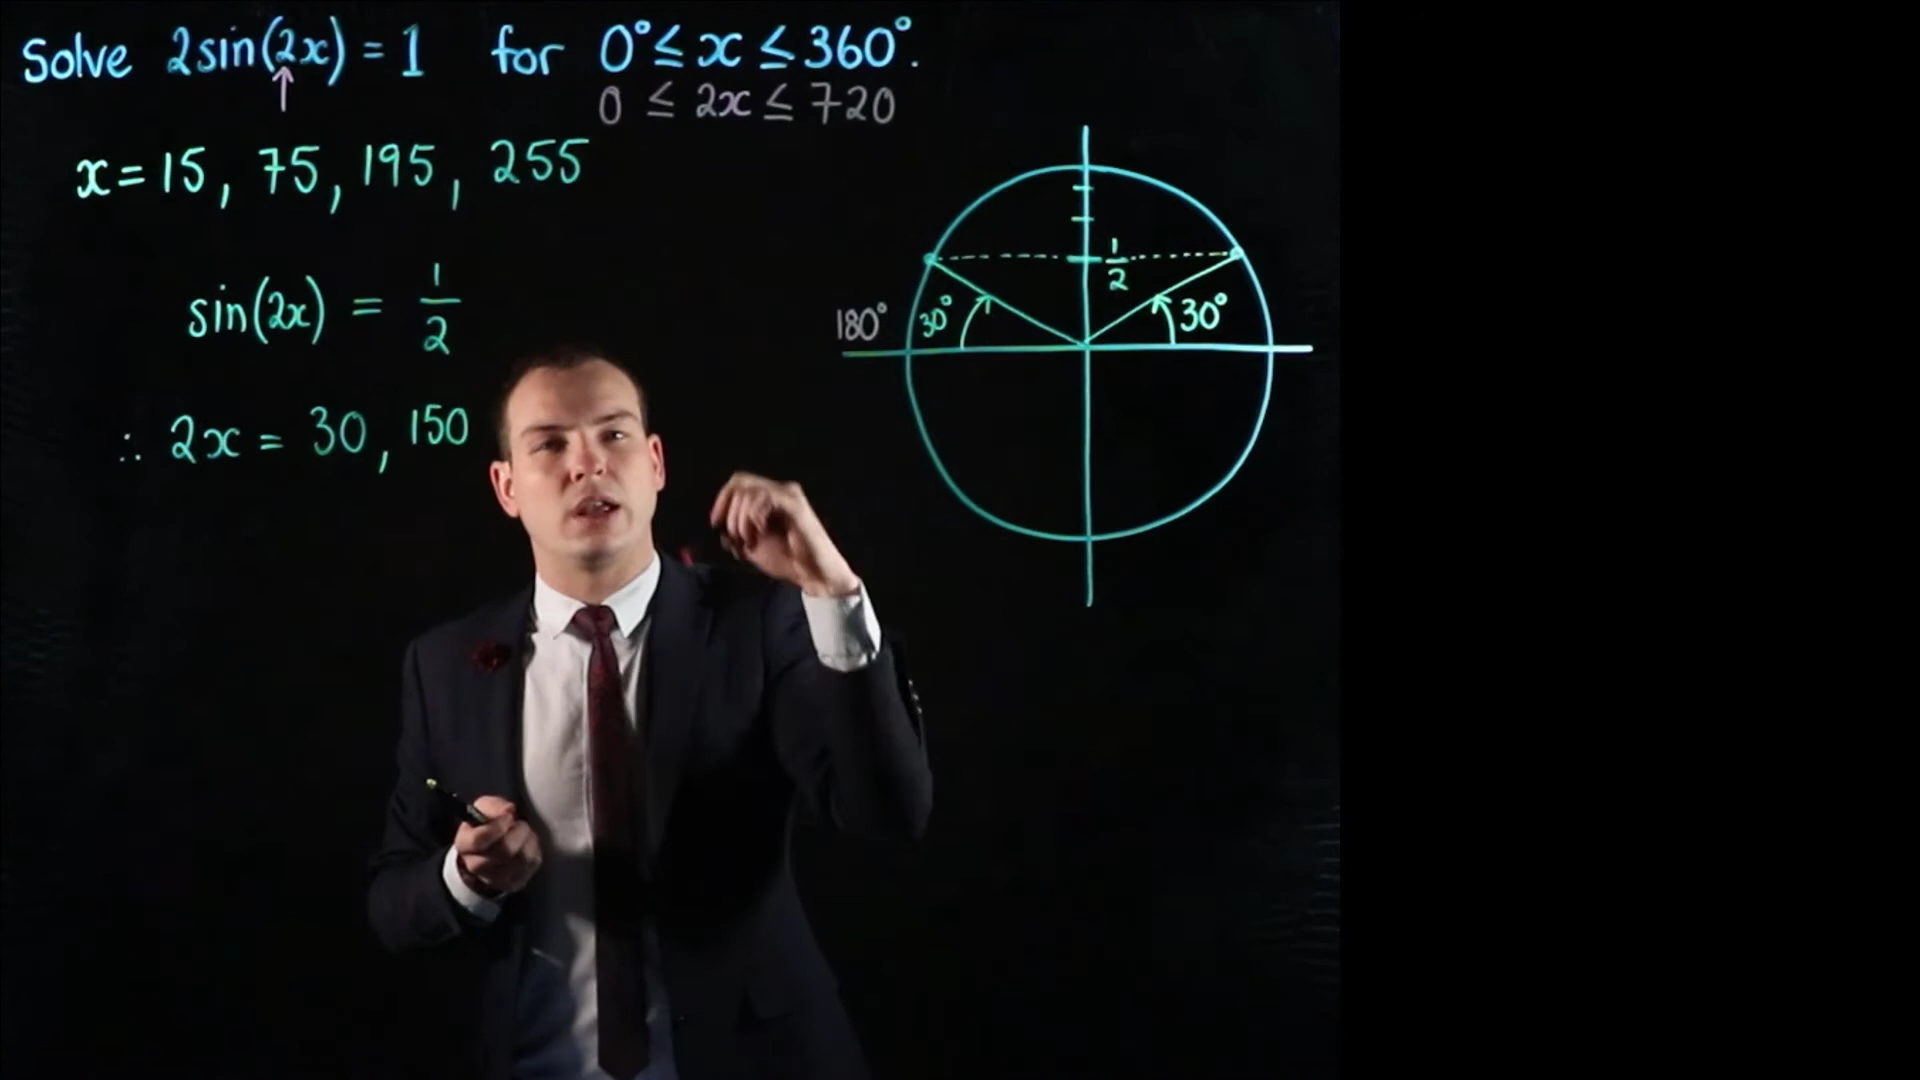 Solve 2sin(2x) = 1 for 0° ≤ x ≤ 360°.
↑
0 ≤ 2x ≤ 720
x = 15, 75, 195, 255
sin(2x) = 1/2
∴ 2x = 30, 150
1/2
180°
30°
30°